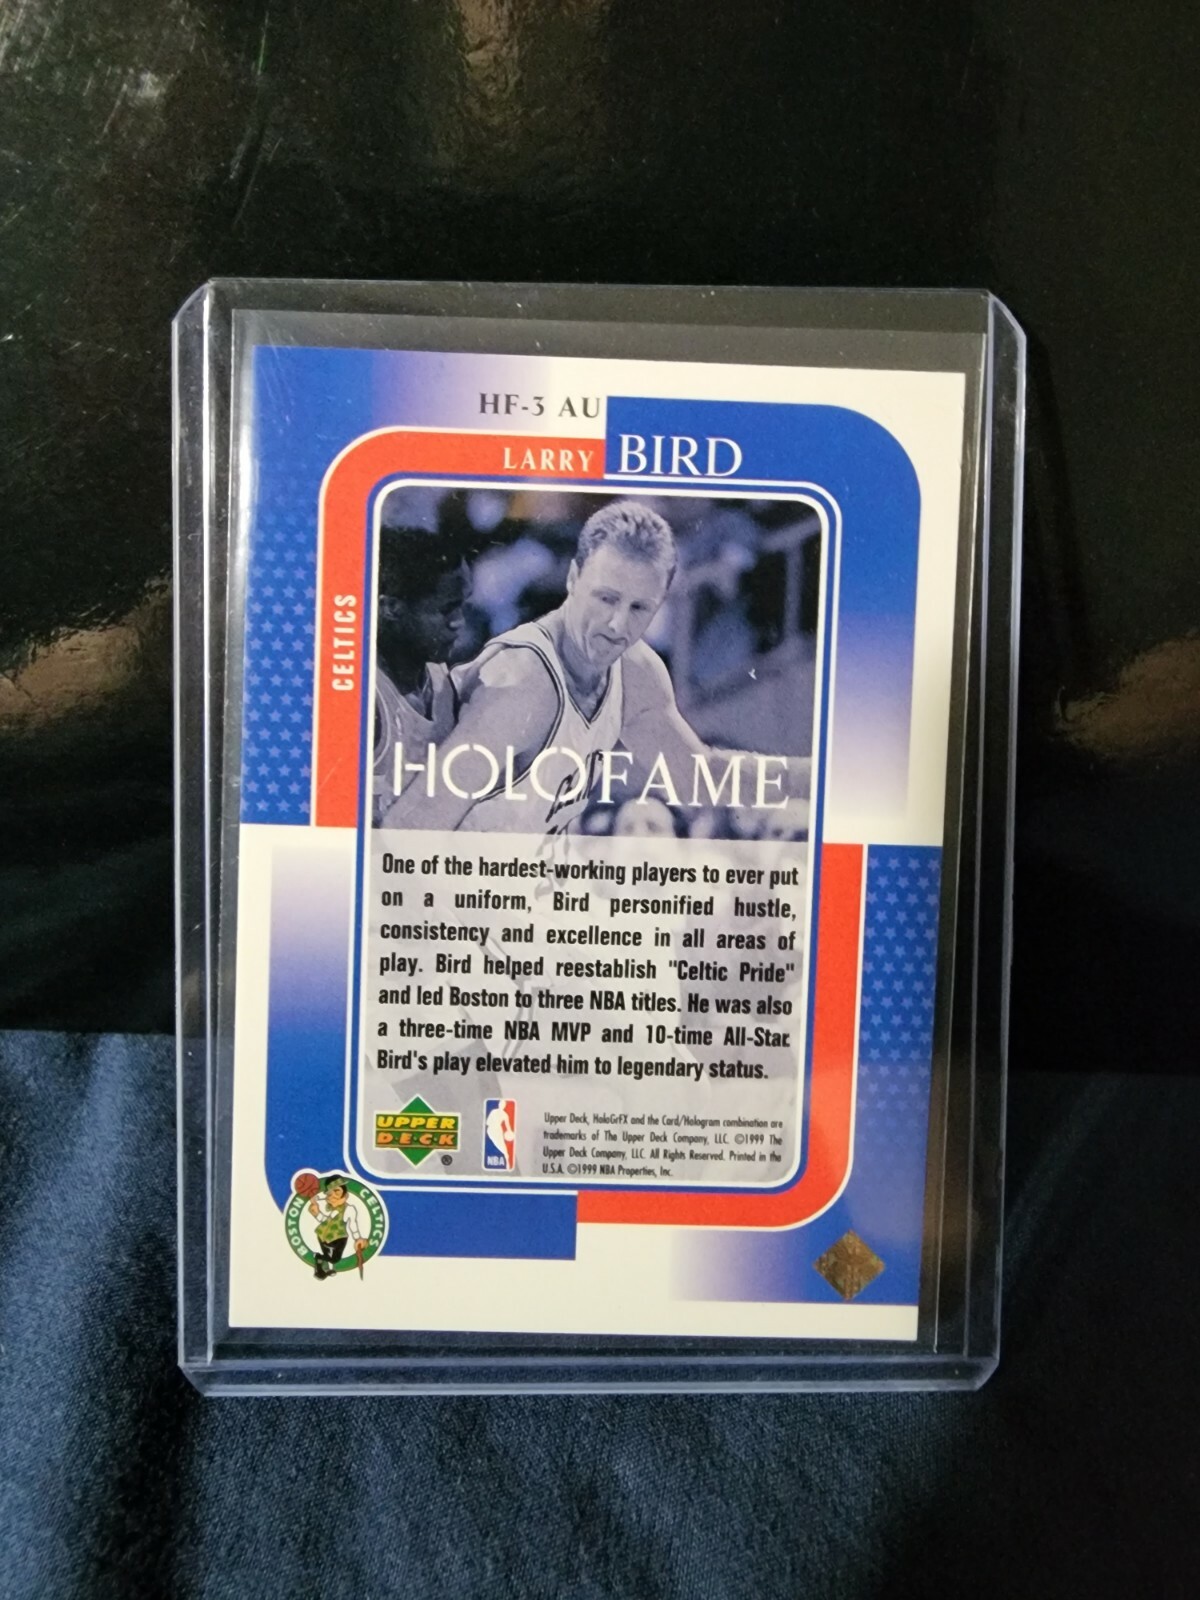 HF-3 AU
LARRY BIRD
CELTICS
HOLOFAME
One of the hardest-working players to ever put
on a uniform, Bird personified hustle,
consistency and excellence in all areas of
play. Bird helped reestablish "Celtic Pride"
and led Boston to three NBA titles. He was also
a three-time NBA MVP and 10-time All-Star.
Bird's play elevated him to legendary status.
UPPER
DECK
®
NBA
Upper Deck, HoloGrFX and the Card/Hologram combination are
trademarks of The Upper Deck Company, LLC. ©1999 The
Upper Deck Company, LLC. All Rights Reserved. Printed in the
U.S.A. ©1999 NBA Properties, Inc.
BOSTON CELTICS